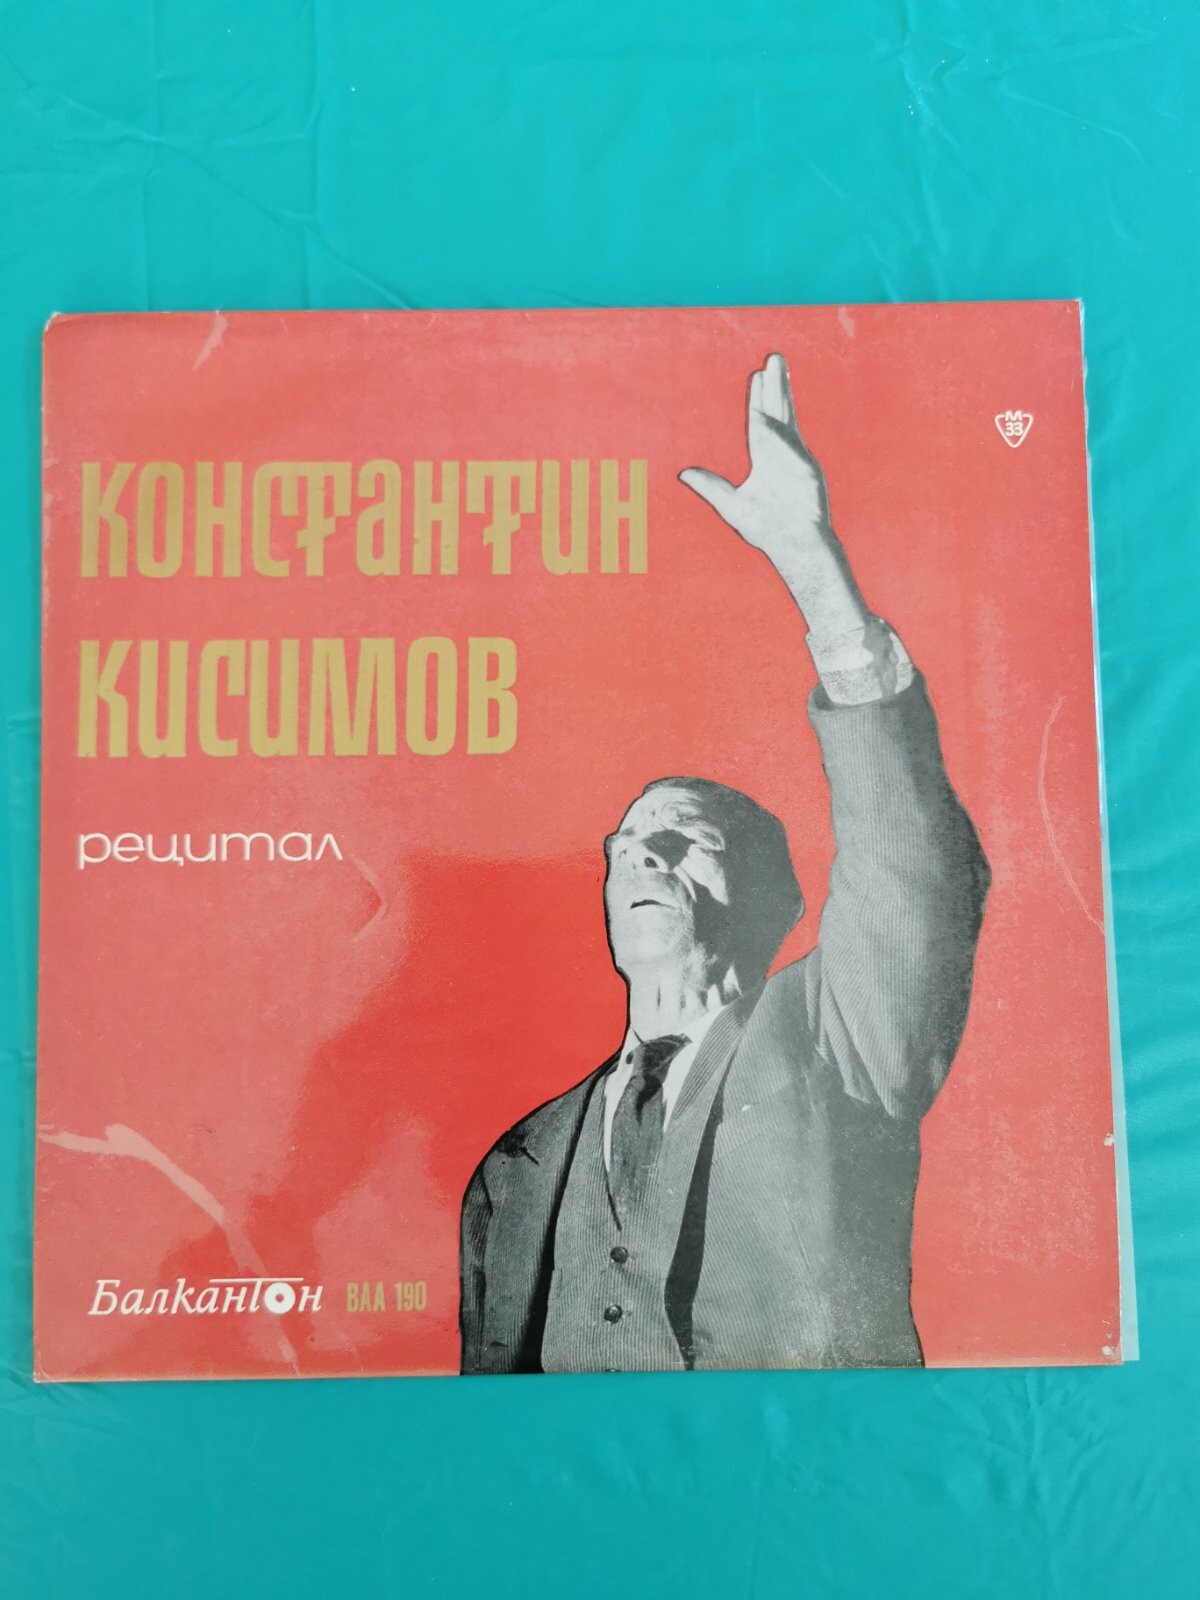 М
33
КОНСТАНТИН
КИСИМОВ
рецитал
Балкантон ВАА 190